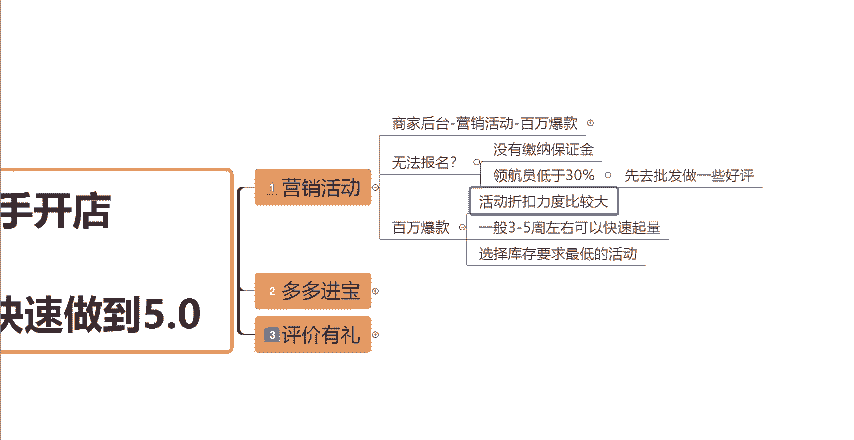 手开店
快速做到5.0
1 营销活动
商家后台-营销活动-百万爆款
无法报名?
没有缴纳保证金
领航员低于30%
先去批发做一些好评
百万爆款
活动折扣力度比较大
一般3-5周左右可以快速起量
选择库存要求最低的活动
2 多多进宝
3 评价有礼